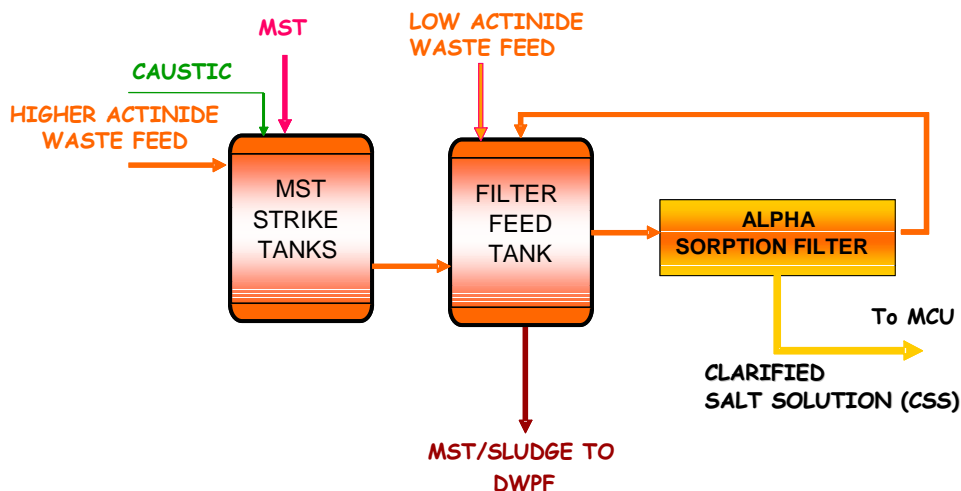 MST
CAUSTIC
HIGHER ACTINIDE
WASTE FEED
LOW ACTINIDE
WASTE FEED
MST
STRIKE
TANKS
FILTER
FEED
TANK
ALPHA
SORPTION FILTER
To MCU
CLARIFIED
SALT SOLUTION (CSS)
MST/SLUDGE TO
DWPF